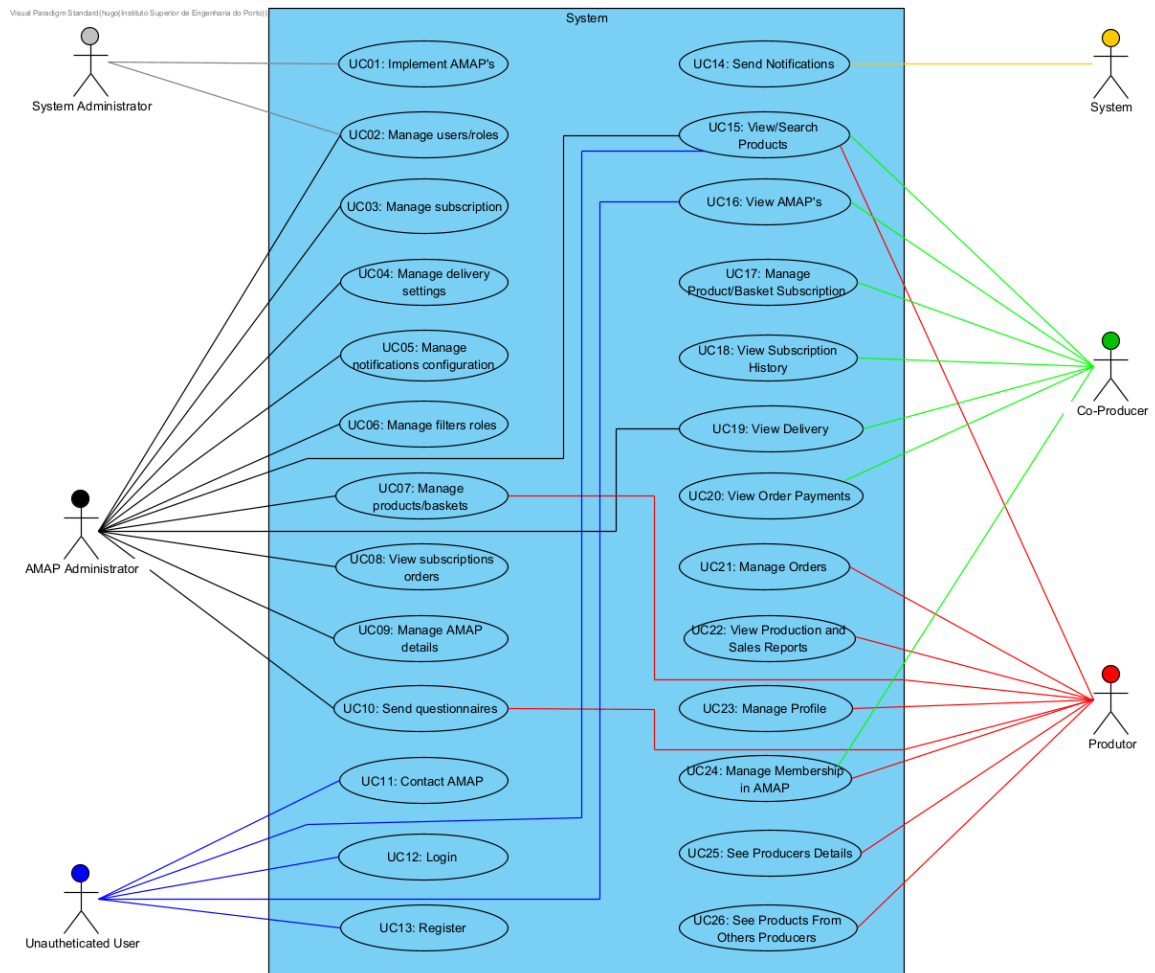 Visual Paradigm Standard(hugo(Instituto Superior de Engenharia do Porto))
System
System Administrator
AMAP Administrator
Unautheticated User
UC01: Implement AMAP's
UC02: Manage users/roles
UC03: Manage subscription
UC04: Manage delivery
settings
UC05: Manage
notifications configuration
UC06: Manage filters roles
UC07: Manage
products/baskets
UC08: View subscriptions
orders
UC09: Manage AMAP
details
UC10: Send questionnaires
UC11: Contact AMAP
UC12: Login
UC13: Register
UC14: Send Notifications
UC15: View/Search
Products
UC16: View AMAP's
UC17: Manage
Product/Basket Subscription
UC18: View Subscription
History
UC19: View Delivery
UC20: View Order Payments
UC21: Manage Orders
UC22: View Production and
Sales Reports
UC23: Manage Profile
UC24: Manage Membership
in AMAP
UC25: See Producers Details
UC26: See Products From
Others Producers
System
Co-Producer
Produtor